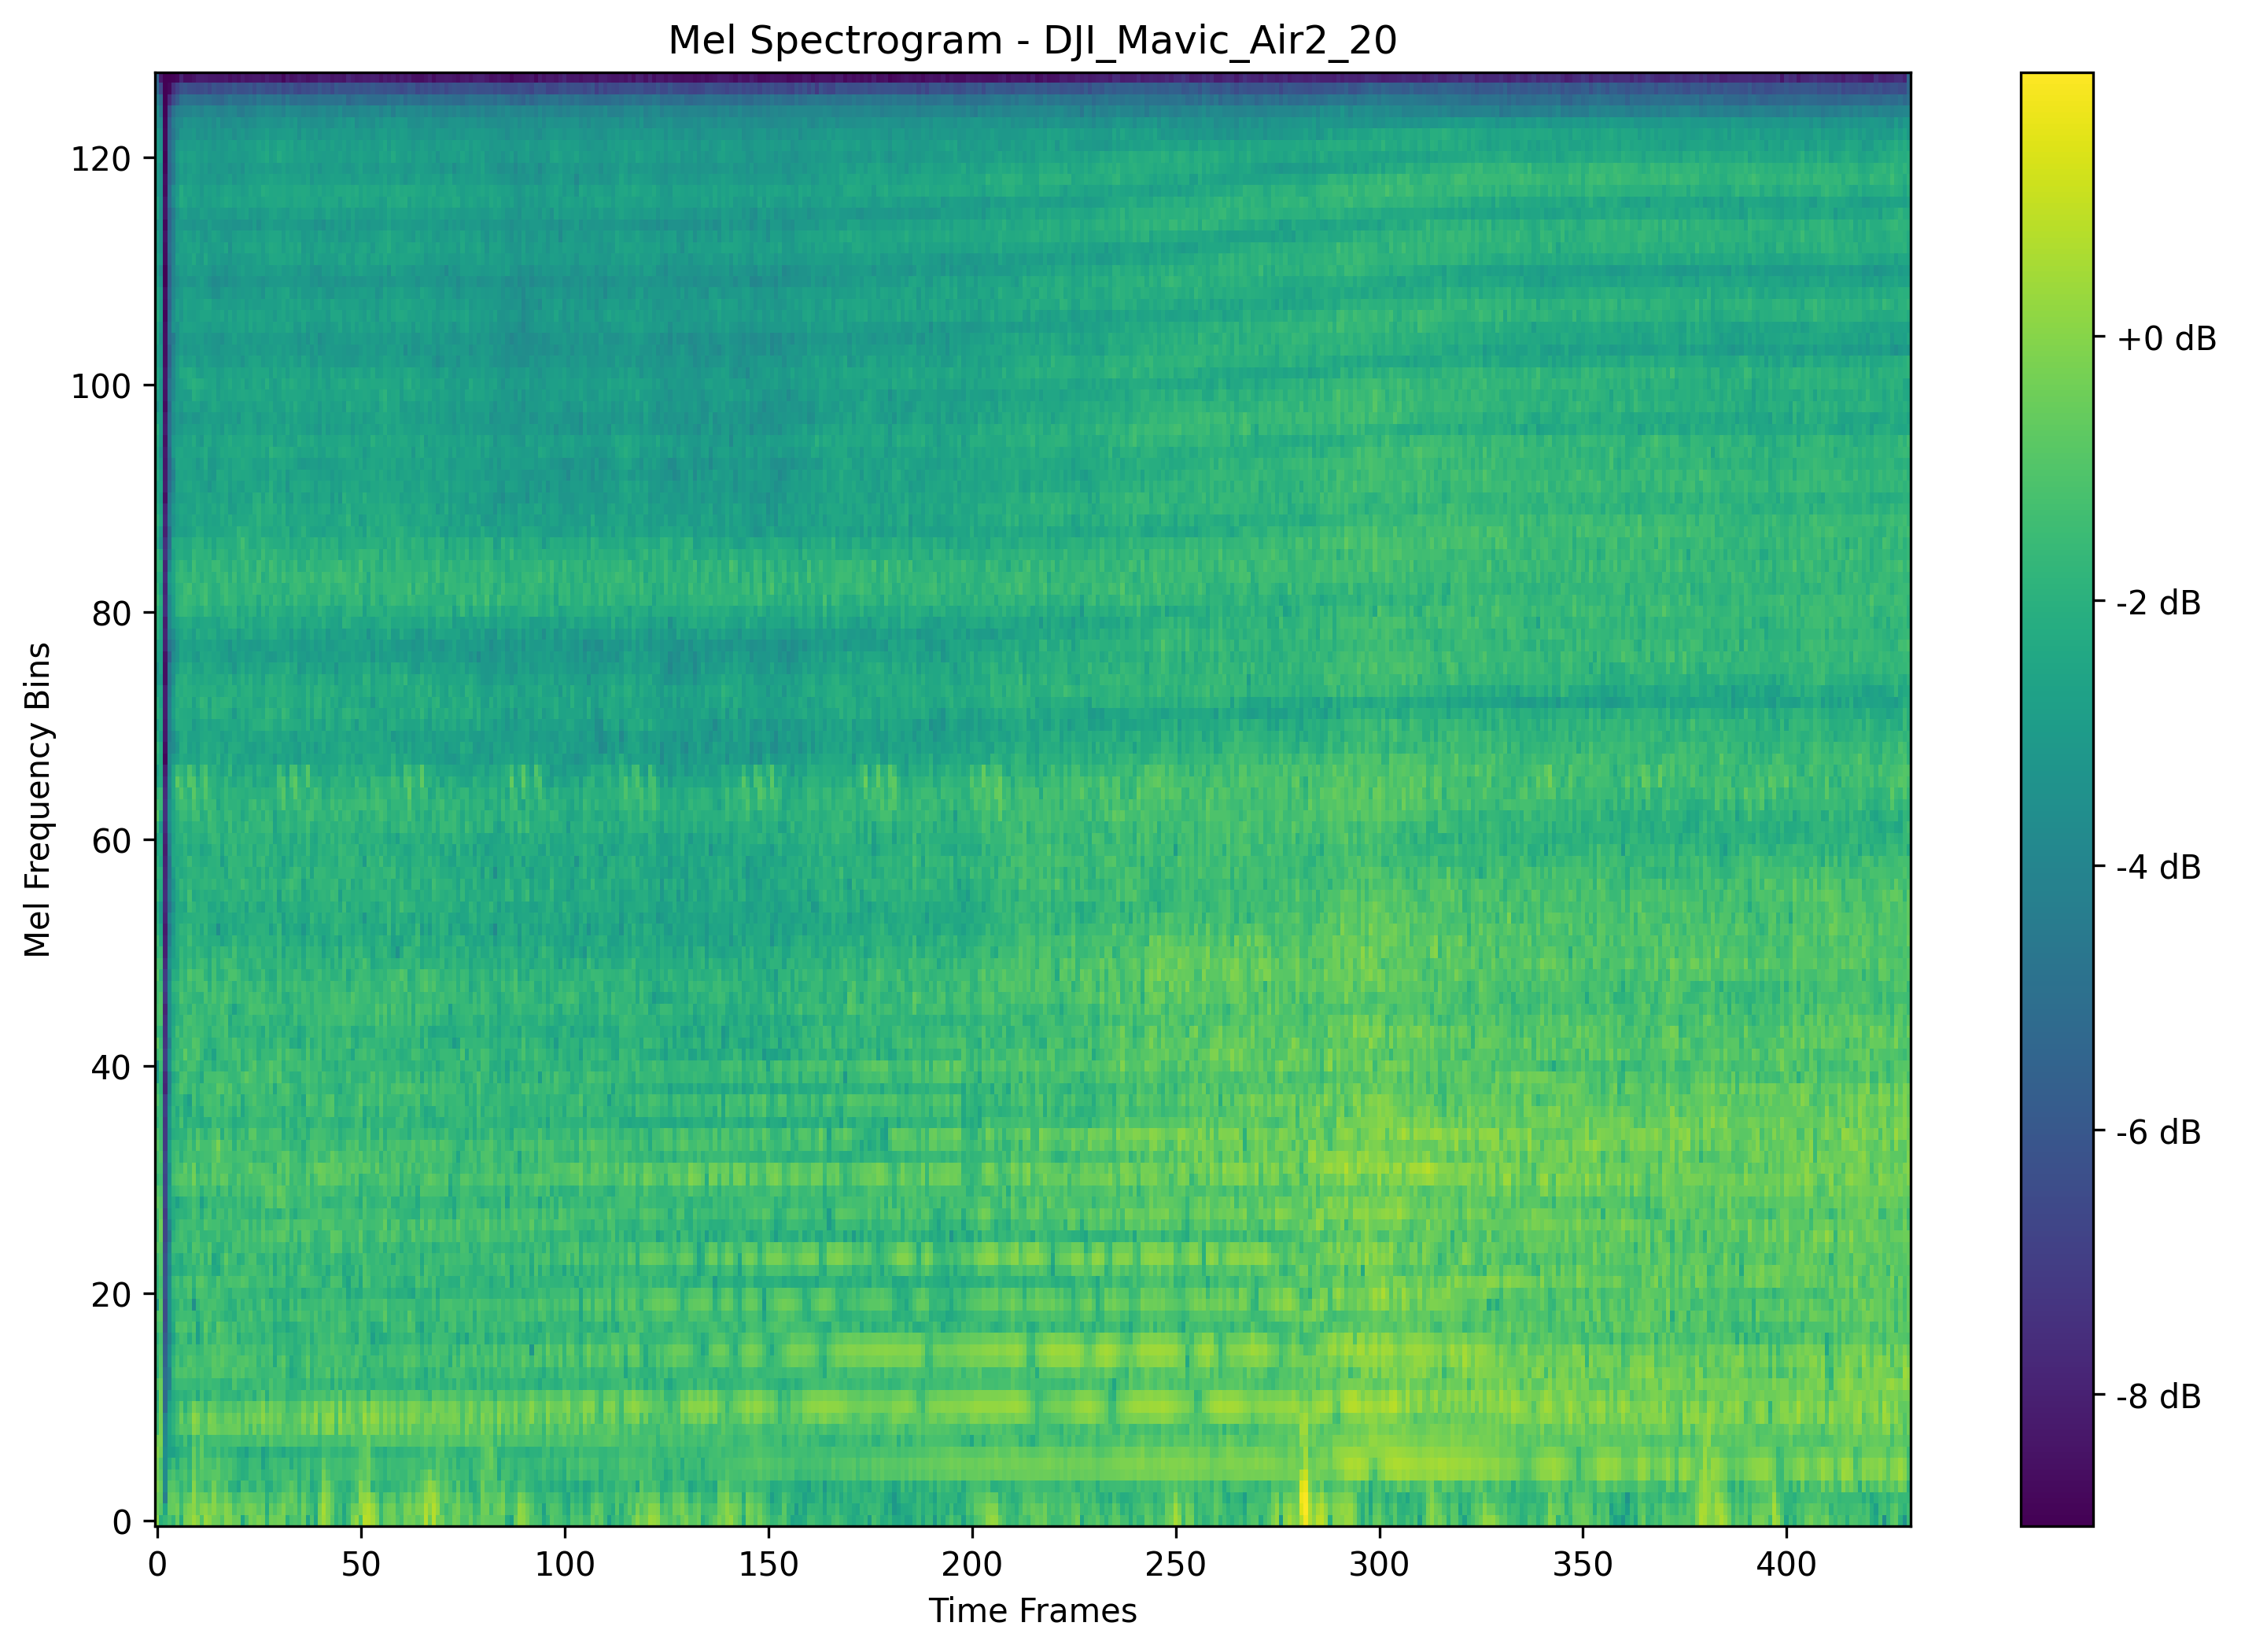 Mel Spectrogram - DJI_Mavic_Air2_20
Mel Frequency Bins
120
100
80
60
40
20
0
0 50 100 150 200 250 300 350 400
Time Frames
+0 dB
-2 dB
-4 dB
-6 dB
-8 dB